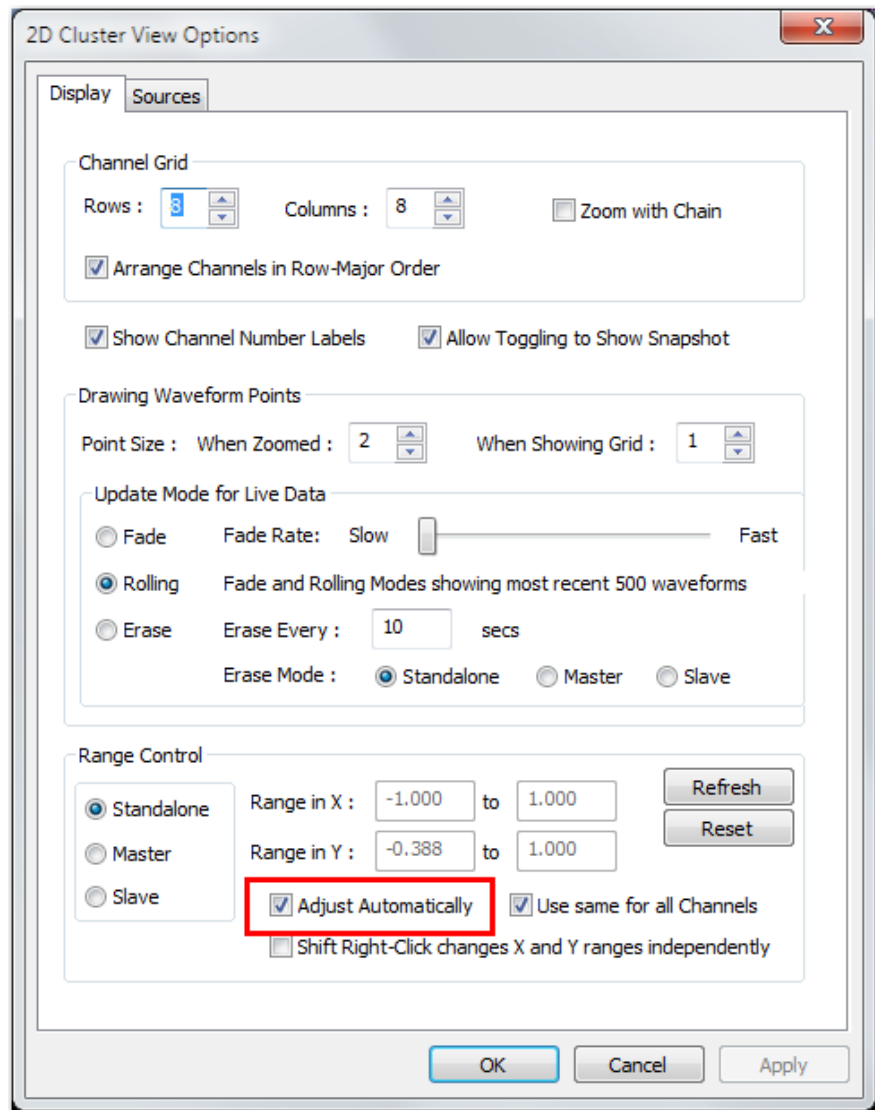 2D Cluster View Options
X
Display Sources
Channel Grid
Rows : 8 Columns : 8 Zoom with Chain
Arrange Channels in Row-Major Order
Show Channel Number Labels Allow Toggling to Show Snapshot
Drawing Waveform Points
Point Size : When Zoomed : 2 When Showing Grid : 1
Update Mode for Live Data
Fade Fade Rate: Slow Fast
Rolling Fade and Rolling Modes showing most recent 500 waveforms
Erase Erase Every : 10 secs
Erase Mode : Standalone Master Slave
Range Control
Standalone Range in X : -1.000 to 1.000 Refresh
Reset
Master Range in Y : -0.388 to 1.000
Slave Adjust Automatically Use same for all Channels
Shift Right-Click changes X and Y ranges independently
OK Cancel Apply